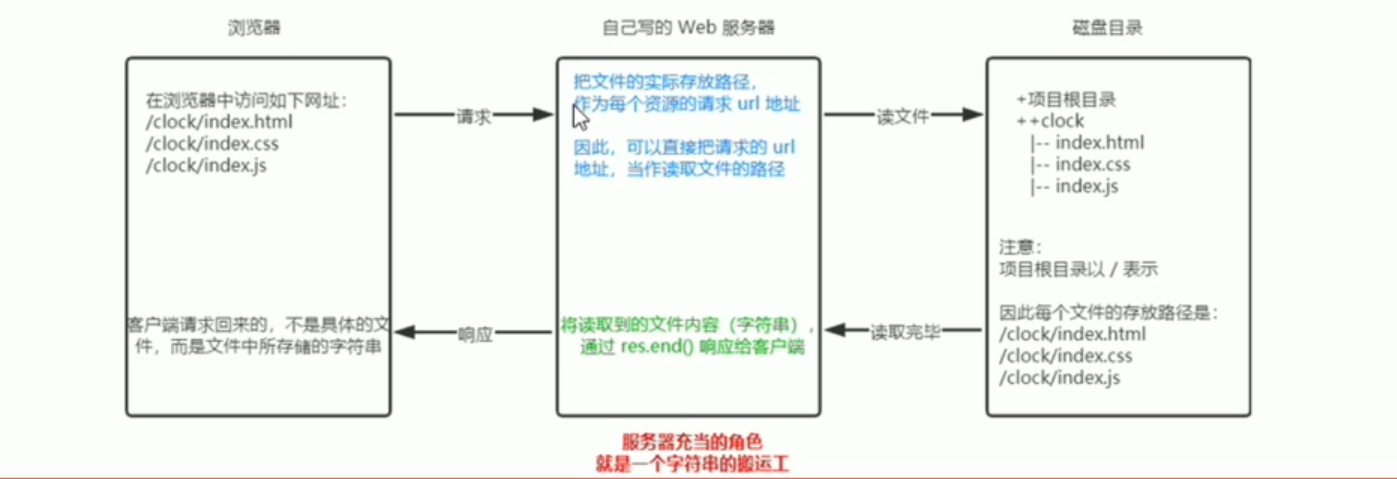 浏览器
自己写的 Web 服务器
磁盘目录
在浏览器中访问如下网址：
/clock/index.html
/clock/index.css
/clock/index.js
客户端请求回来的，不是具体的文
件，而是文件中所存储的字符串
请求
响应
把文件的实际存放路径，
作为每个资源的请求 url 地址
因此，可以直接把请求的 url
地址，当作读取文件的路径
将读取到的文件内容（字符串），
通过 res.end() 响应给客户端
读文件
读取完毕
+项目根目录
++clock
|-- index.html
|-- index.css
|-- index.js
注意：
项目根目录以 / 表示
因此每个文件的存放路径是：
/clock/index.html
/clock/index.css
/clock/index.js
服务器充当的角色
就是一个字符串的搬运工